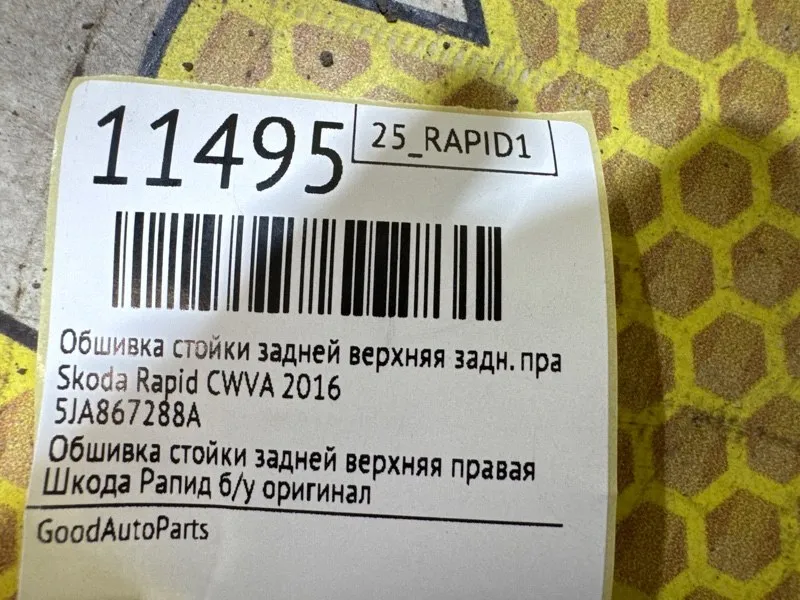 11495
25_RAPID1
Обшивка стойки задней верхняя задн. пра
Skoda Rapid CWVA 2016
5JA867288A
Обшивка стойки задней верхняя правая
Шкода Рапид б/у оригинал
GoodAutoParts